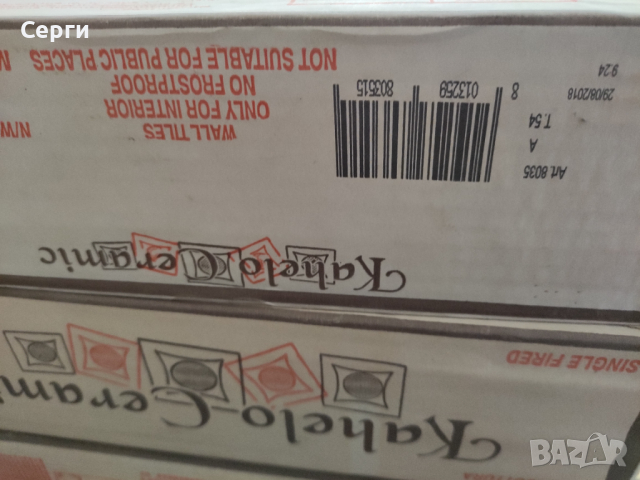 Серги
Kahelo Ceramic
Art. 8035
A
T. 54
29/08/2018
9:24
8 013259 803515
WALL TILES
ONLY FOR INTERIOR
NO FROSTPROOF
NOT SUITABLE FOR PUBLIC PLACES
N/W
N
SINGLE FIRED
Kahelo-Cerami
BAZAR